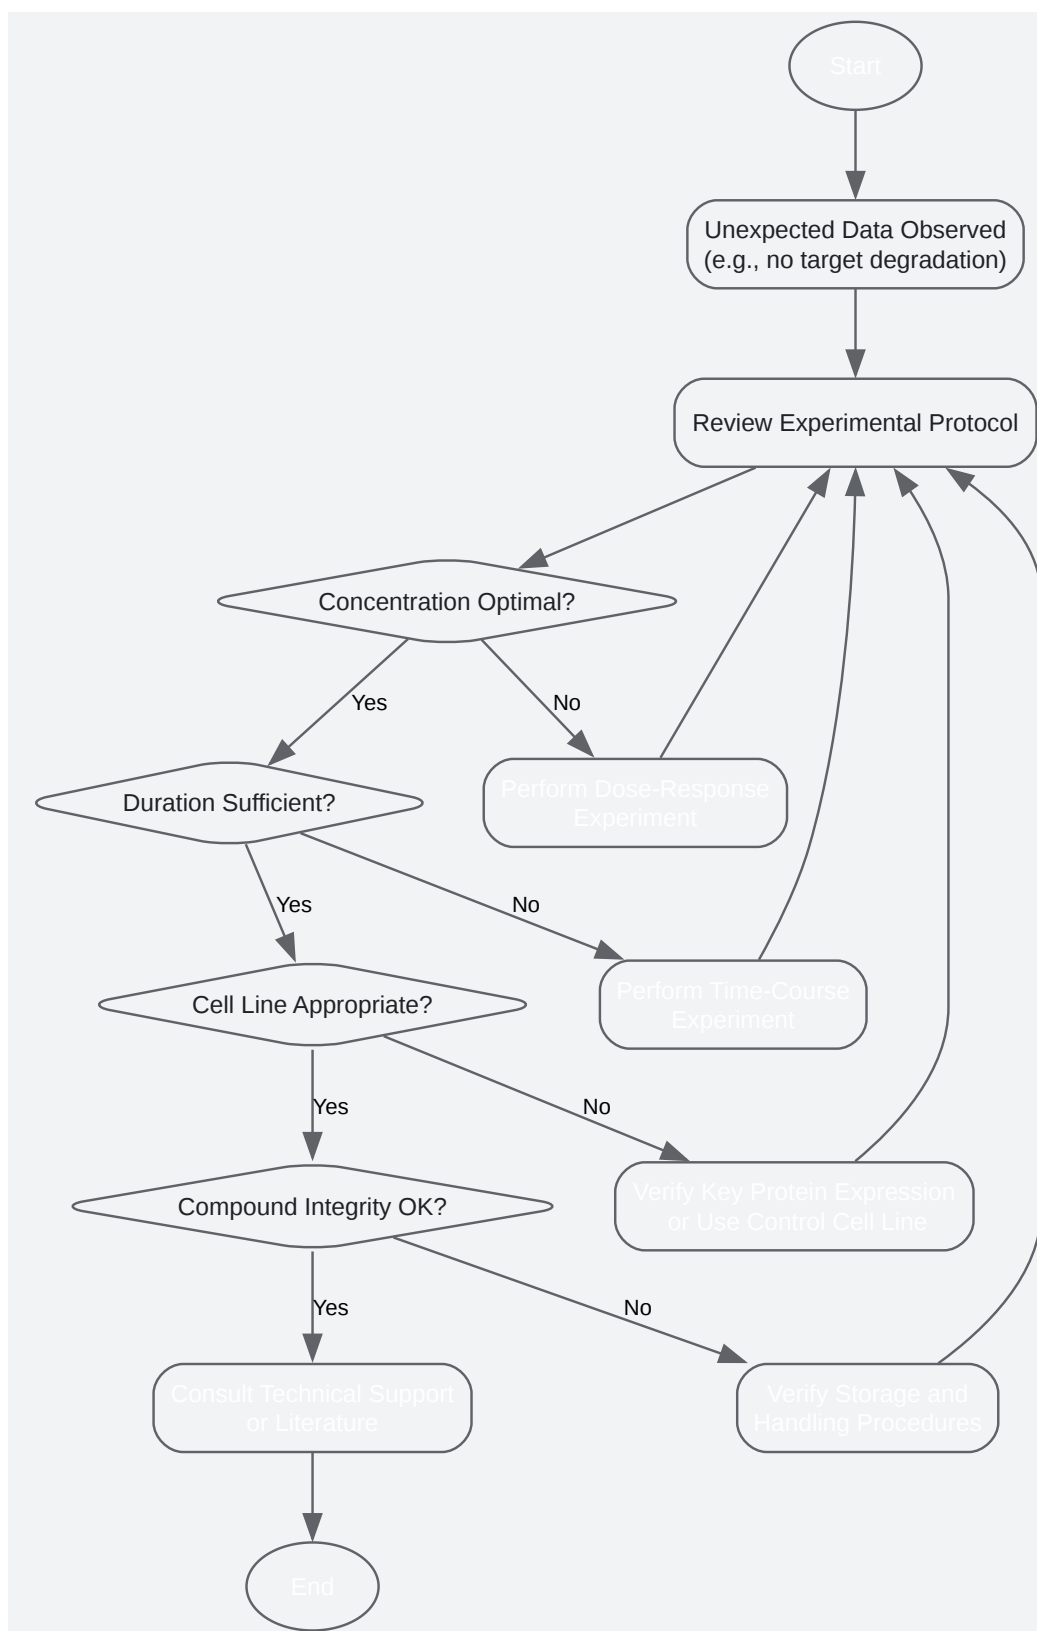 Start
Unexpected Data Observed
(e.g., no target degradation)
Review Experimental Protocol
Concentration Optimal?
Yes
No
Duration Sufficient?
Perform Dose-Response
Experiment
Yes
No
Cell Line Appropriate?
Perform Time-Course
Experiment
Yes
No
Compound Integrity OK?
Verify Key Protein Expression
or Use Control Cell Line
Yes
No
Consult Technical Support
or Literature
Verify Storage and
Handling Procedures
End